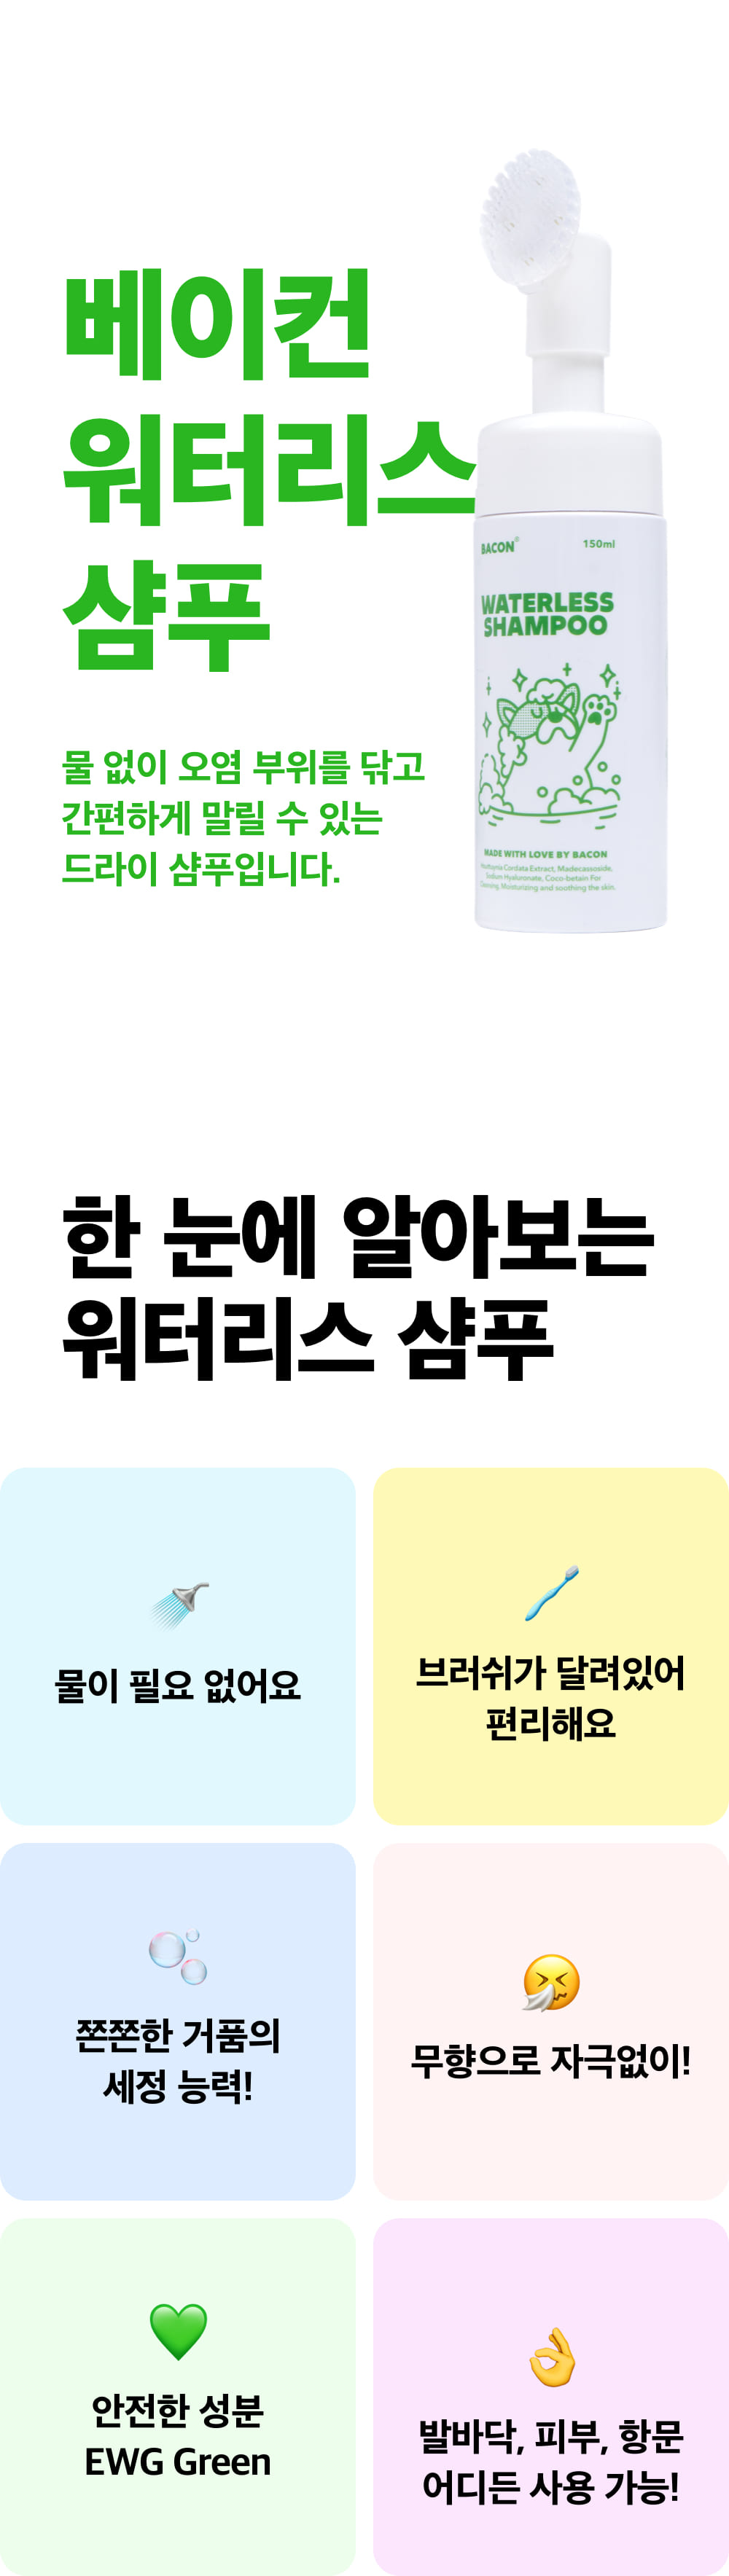 베이컨
워터리스
샴푸
물 없이 오염 부위를 닦고
간편하게 말릴 수 있는
드라이 샴푸입니다.
BACON©
150ml
WATERLESS
SHAMPOO
MADE WITH LOVE BY BACON
Houttuynia Cordata Extract, Madecassoside,
Sodium Hyaluronate, Coco-betain For
Cleansing, Moisturizing and soothing the skin.
한 눈에 알아보는
워터리스 샴푸
물이 필요 없어요
브러쉬가 달려있어
편리해요
쫀쫀한 거품의
세정 능력!
무향으로 자극없이!
안전한 성분
EWG Green
발바닥, 피부, 항문
어디든 사용 가능!